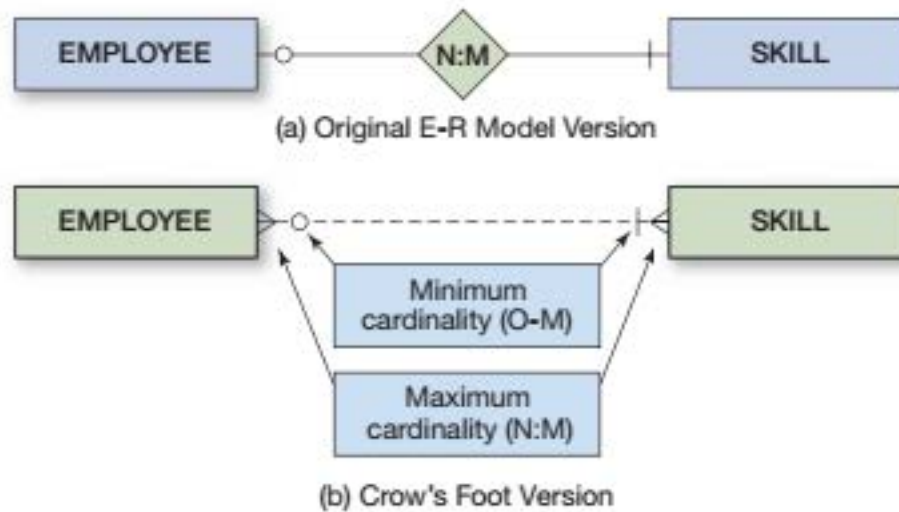 EMPLOYEE N:M SKILL
(a) Original E-R Model Version
EMPLOYEE SKILL
Minimum
cardinality (O-M)
Maximum
cardinality (N:M)
(b) Crow's Foot Version